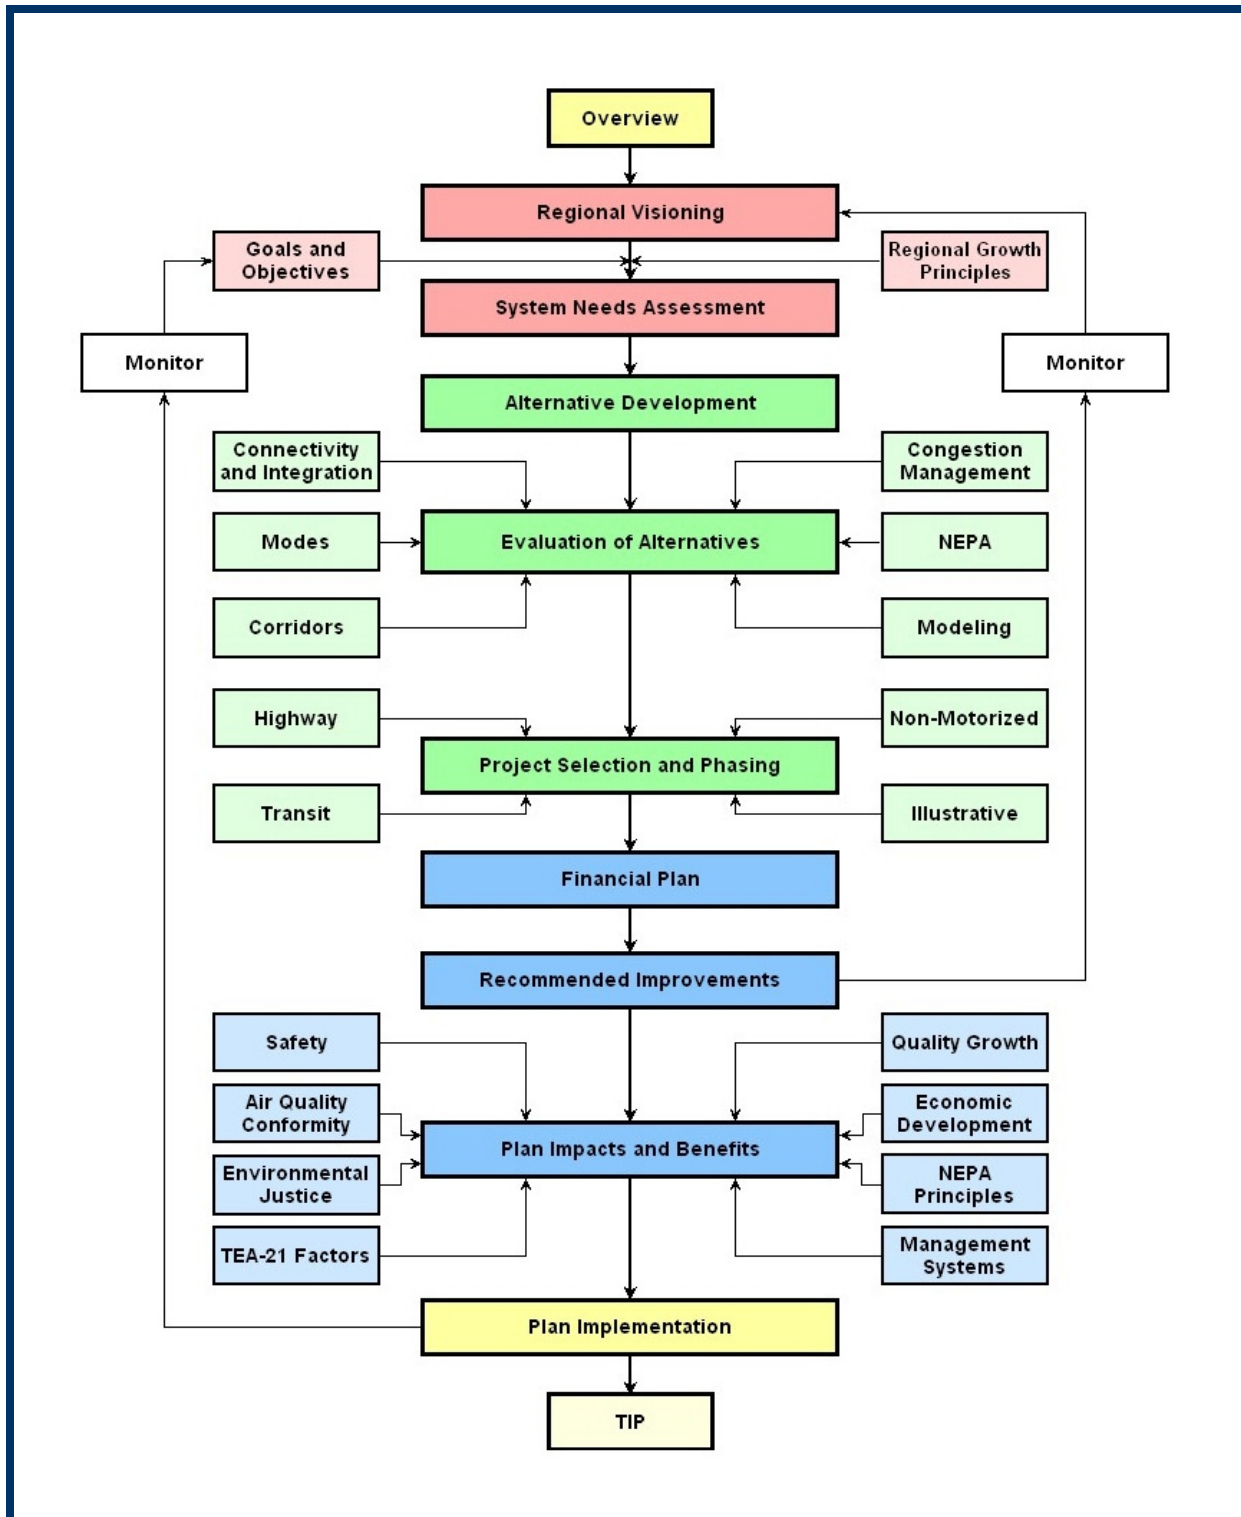 Overview
Regional Visioning
Goals and
Objectives
Regional Growth
Principles
System Needs Assessment
Monitor
Monitor
Alternative Development
Connectivity
and Integration
Congestion
Management
Modes
Evaluation of Alternatives
NEPA
Corridors
Modeling
Highway
Non-Motorized
Project Selection and Phasing
Transit
Illustrative
Financial Plan
Recommended Improvements
Safety
Quality Growth
Air Quality
Conformity
Economic
Development
Plan Impacts and Benefits
Environmental
Justice
NEPA
Principles
TEA-21 Factors
Management
Systems
Plan Implementation
TIP